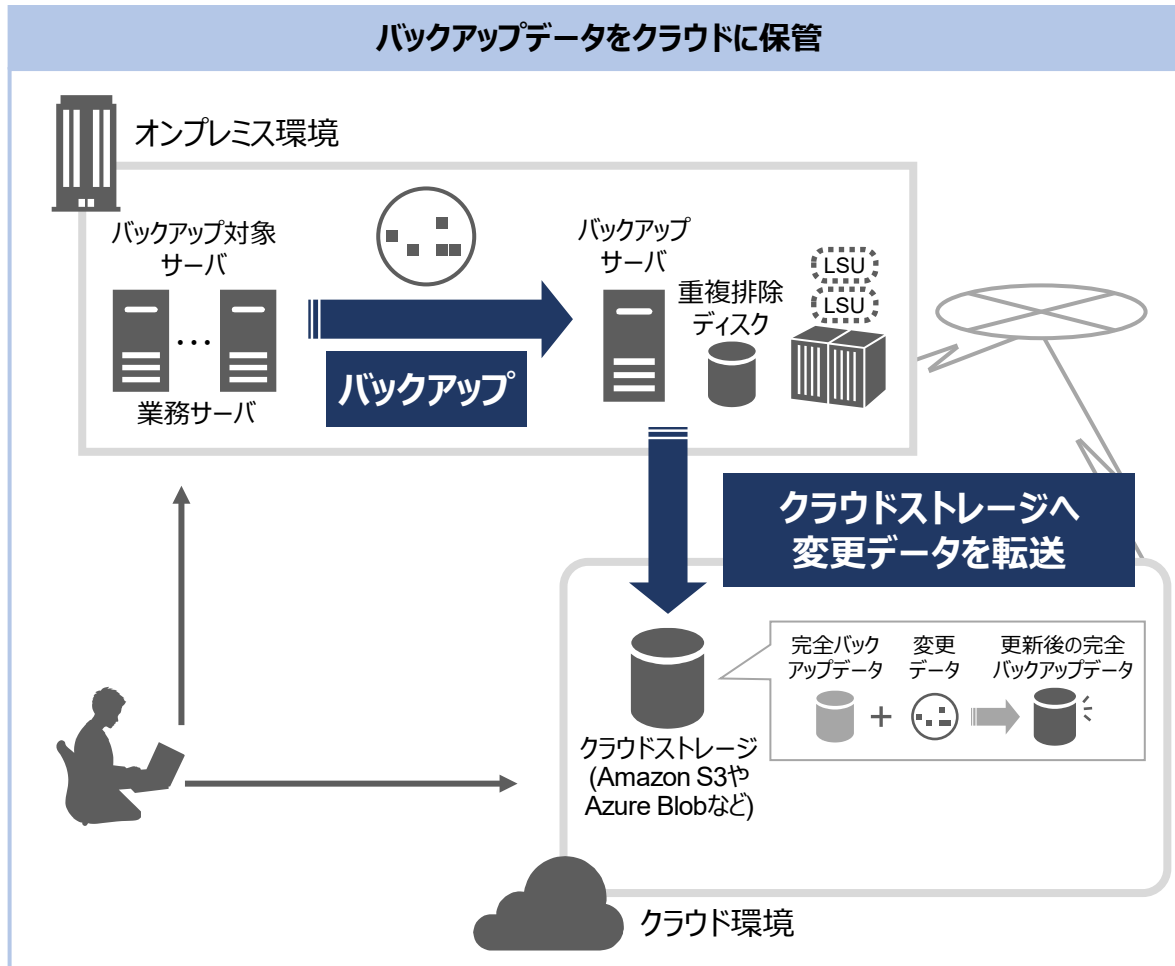 バックアップデータをクラウドに保管
オンプレミス環境
バックアップ対象
サーバ
…
業務サーバ
バックアップ
バックアップ
サーバ
重複排除
ディスク
LSU
LSU
クラウドストレージへ
変更データを転送
完全バック
アップデータ
+
変更
データ
更新後の完全
バックアップデータ
クラウドストレージ
(Amazon S3や
Azure Blobなど)
クラウド環境